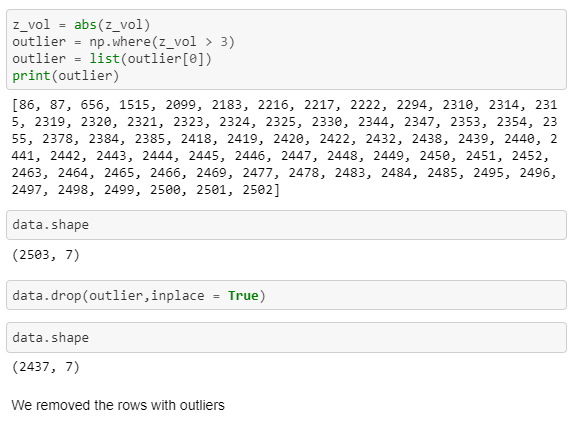 z_vol = abs(z_vol)
outlier = np.where(z_vol > 3)
outlier = list(outlier[0])
print(outlier)
[86, 87, 656, 1515, 2099, 2183, 2216, 2217, 2222, 2294, 2310, 2314, 231
5, 2319, 2320, 2321, 2323, 2324, 2325, 2330, 2344, 2347, 2353, 2354, 23
55, 2378, 2384, 2385, 2418, 2419, 2420, 2422, 2432, 2438, 2439, 2440, 2
441, 2442, 2443, 2444, 2445, 2446, 2447, 2448, 2449, 2450, 2451, 2452,
2463, 2464, 2465, 2466, 2469, 2477, 2478, 2483, 2484, 2485, 2495, 2496,
2497, 2498, 2499, 2500, 2501, 2502]
data.shape
(2503, 7)
data.drop(outlier,inplace = True)
data.shape
(2437, 7)
We removed the rows with outliers